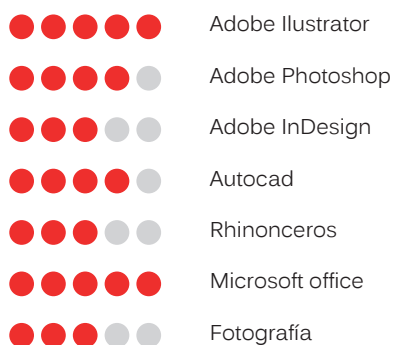 Adobe Ilustrator
Adobe Photoshop
Adobe InDesign
Autocad
Rhinonceros
Microsoft office
Fotografía